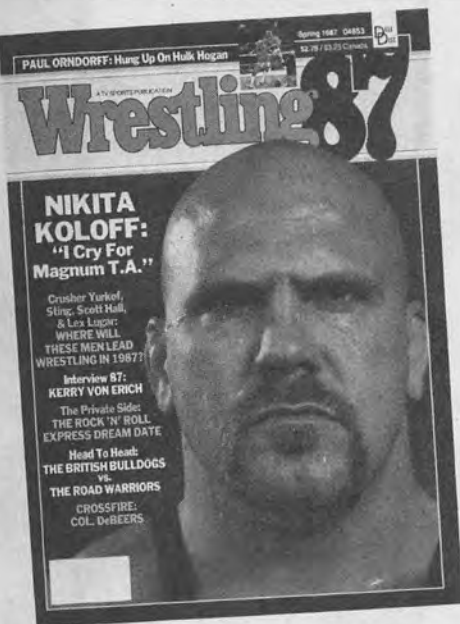 Spring 1987 04853
PAUL ORNDORFF: Hung Up On Hulk Hogan
$2.75 / $3.25 Canada
A TV SPORTS PUBLICATION
Wrestling 87
NIKITA
KOLOFF:
“I Cry For
Magnum T.A.”
Crusher Yurkof,
Sting, Scott Hall,
& Lex Lugar:
WHERE WILL
THESE MEN LEAD
WRESTLING IN 1987?
Interview 87:
KERRY VON ERICH
The Private Side:
THE ROCK ’N’ ROLL
EXPRESS DREAM DATE
Head To Head:
THE BRITISH BULLDOGS
VS.
THE ROAD WARRIORS
CROSSFIRE:
COL. DeBEERS